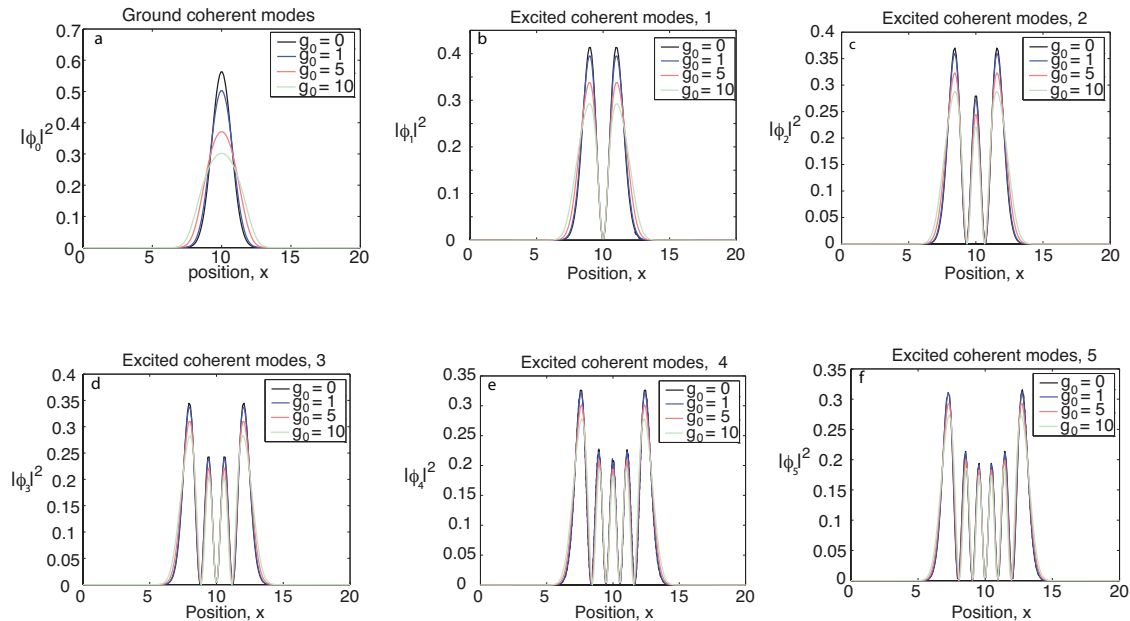 Ground coherent modes
a
0.7
0.6
0.5
0.4
0.3
0.2
0.1
0
|ϕ₀|²
g₀ = 0
g₀ = 1
g₀ = 5
g₀ = 10
0 5 10 15 20
position, x
Excited coherent modes, 1
b
0.4
0.3
0.2
0.1
0
|ϕ₁|²
g₀ = 0
g₀ = 1
g₀ = 5
g₀ = 10
0 5 10 15 20
Position, x
Excited coherent modes, 2
c
0.4
0.35
0.3
0.25
0.2
0.15
0.1
0.05
0
|ϕ₂|²
g₀ = 0
g₀ = 1
g₀ = 5
g₀ = 10
0 5 10 15 20
Position, x
Excited coherent modes, 3
d
0.4
0.35
0.3
0.25
0.2
0.15
0.1
0.05
0
|ϕ₃|²
g₀ = 0
g₀ = 1
g₀ = 5
g₀ = 10
0 5 10 15 20
Position, x
Excited coherent modes, 4
e
0.35
0.3
0.25
0.2
0.15
0.1
0.05
0
|ϕ₄|²
g₀ = 0
g₀ = 1
g₀ = 5
g₀ = 10
0 5 10 15 20
Position, x
Excited coherent modes, 5
f
0.35
0.3
0.25
0.2
0.15
0.1
0.05
0
|ϕ₅|²
g₀ = 0
g₀ = 1
g₀ = 5
g₀ = 10
0 5 10 15 20
Position, x